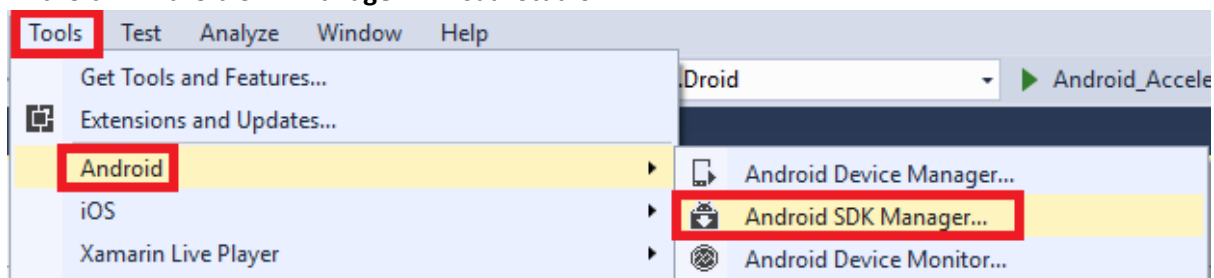 Tools Test Analyze Window Help
Get Tools and Features...
.Droid
Android_Accele
Extensions and Updates...
Android
Android Device Manager...
iOS
Android SDK Manager...
Xamarin Live Player
Android Device Monitor...